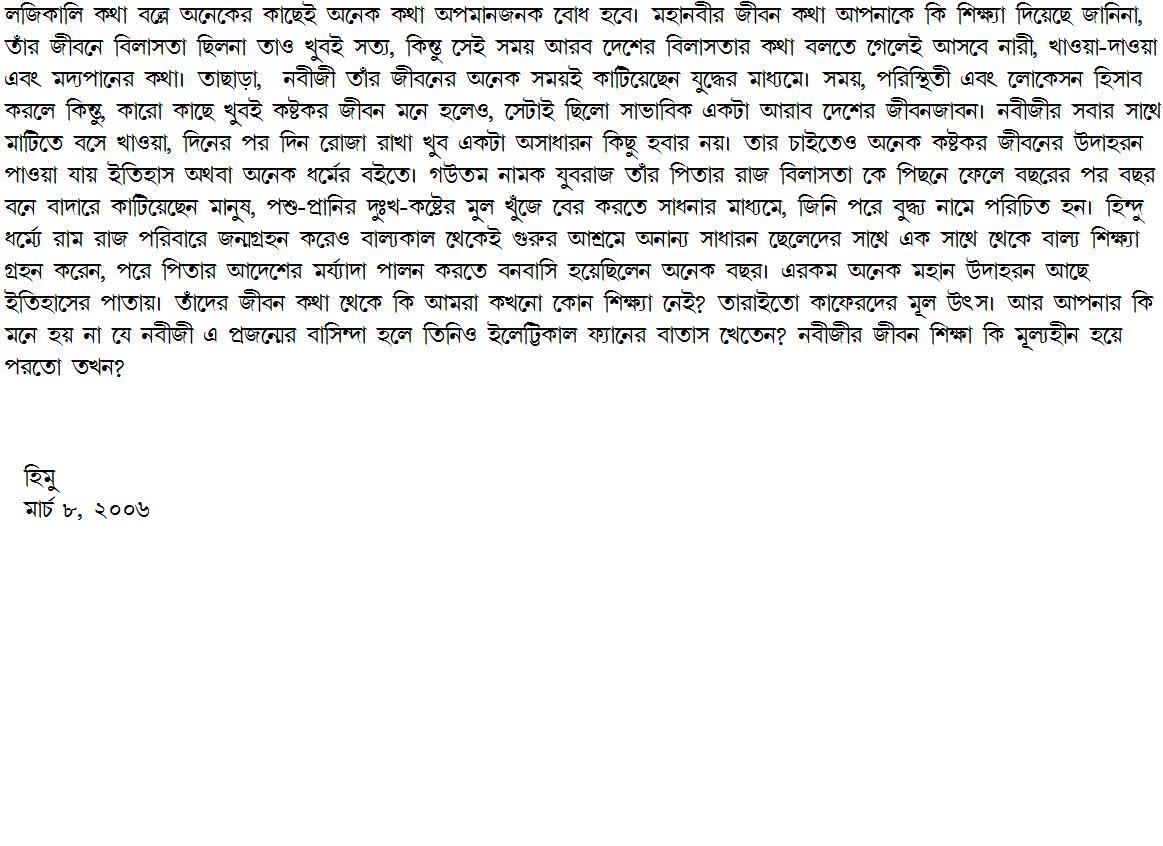 লজিকালি কথা বল্লে অনেকের কাছেই অনেক কথা অপমানজনক বোধ হবে। মহানবীর জীবন কথা আপনাকে কি শিক্ষ্যা দিয়েছে জানিনা,
তাঁর জীবনে বিলাসতা ছিলনা তাও খুবই সত্য, কিন্তু সেই সময় আরব দেশের বিলাসতার কথা বলতে গেলেই আসবে নারী, খাওয়া-দাওয়া
এবং মদ্যপানের কথা। তাছাড়া, নবীজী তাঁর জীবনের অনেক সময়ই কাটিয়েছেন যুদ্ধের মাধ্যমে। সময়, পরিস্থিতী এবং লোকেসন হিসাব
করলে কিন্তু, কারো কাছে খুবই কষ্টকর জীবন মনে হলেও, সেটাই ছিলো সাভাবিক একটা আরাব দেশের জীবনজাবন। নবীজীর সবার সাথে
মাটিতে বসে খাওয়া, দিনের পর দিন রোজা রাখা খুব একটা অসাধারন কিছু হবার নয়। তার চাইতেও অনেক কষ্টকর জীবনের উদাহরন
পাওয়া যায় ইতিহাস অথবা অনেক ধর্মের বইতে। গউতম নামক যুবরাজ তাঁর পিতার রাজ বিলাসতা কে পিছনে ফেলে বছরের পর বছর
বনে বাদারে কাটিয়েছেন মানুষ, পশু-প্রানির দুঃখ-কষ্টের মুল খুঁজে বের করতে সাধনার মাধ্যমে, জিনি পরে বুদ্ধ্য নামে পরিচিত হন। হিন্দু
ধর্ম্যে রাম রাজ পরিবারে জন্মগ্রহন করেও বাল্যকাল থেকেই গুরুর আশ্রমে অনান্য সাধারন ছেলেদের সাথে এক সাথে থেকে বাল্য শিক্ষ্যা
গ্রহন করেন, পরে পিতার আদেশের মর্য্যাদা পালন করতে বনবাসি হয়েছিলেন অনেক বছর। এরকম অনেক মহান উদাহরন আছে
ইতিহাসের পাতায়। তাঁদের জীবন কথা থেকে কি আমরা কখনো কোন শিক্ষ্যা নেই? তারাইতো কাফেরদের মূল উৎস। আর আপনার কি
মনে হয় না যে নবীজী এ প্রজন্মের বাসিন্দা হলে তিনিও ইলেট্টিকাল ফ্যানের বাতাস খেতেন? নবীজীর জীবন শিক্ষা কি মূল্যহীন হয়ে
পরতো তখন?
হিমু
মার্চ ৮, ২০০৬